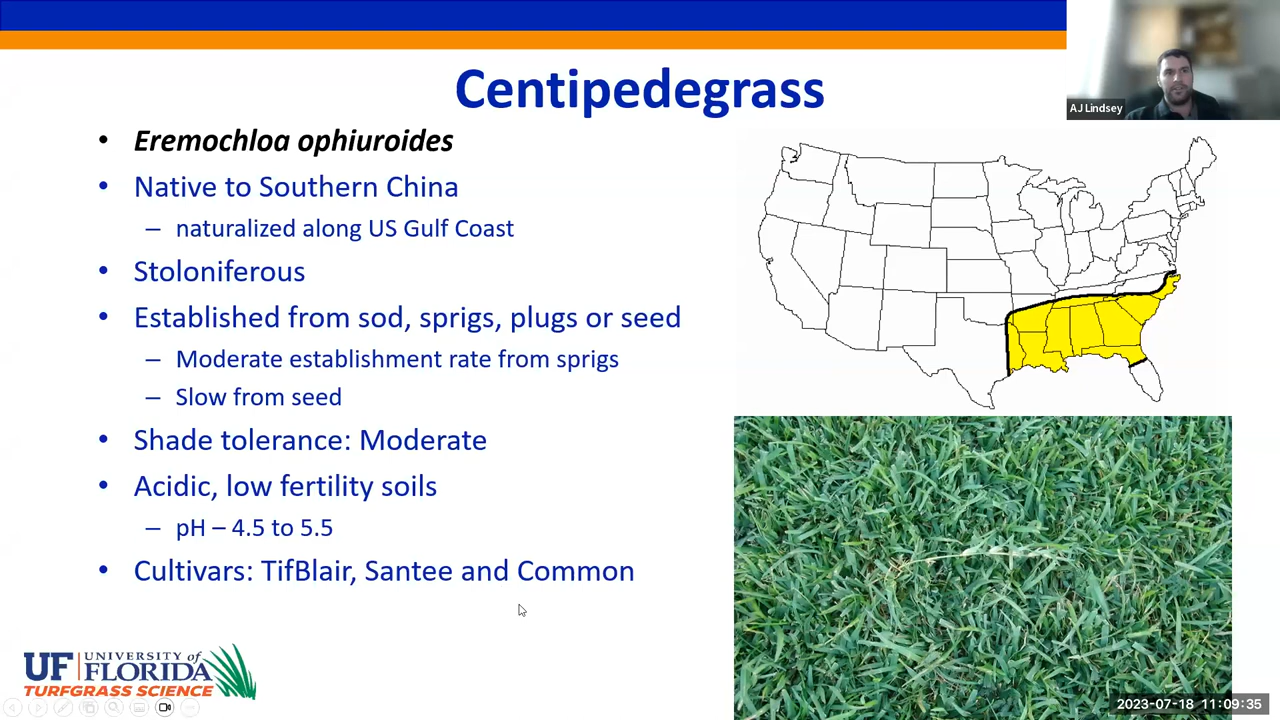 Centipedegrass
AJ Lindsey
• Eremochloa ophiuroides
• Native to Southern China
– naturalized along US Gulf Coast
• Stoloniferous
• Established from sod, sprigs, plugs or seed
– Moderate establishment rate from sprigs
– Slow from seed
• Shade tolerance: Moderate
• Acidic, low fertility soils
– pH – 4.5 to 5.5
• Cultivars: TifBlair, Santee and Common
UF UNIVERSITY of
FLORIDA
TURFGRASS SCIENCE
2023-07-18 11:09:35